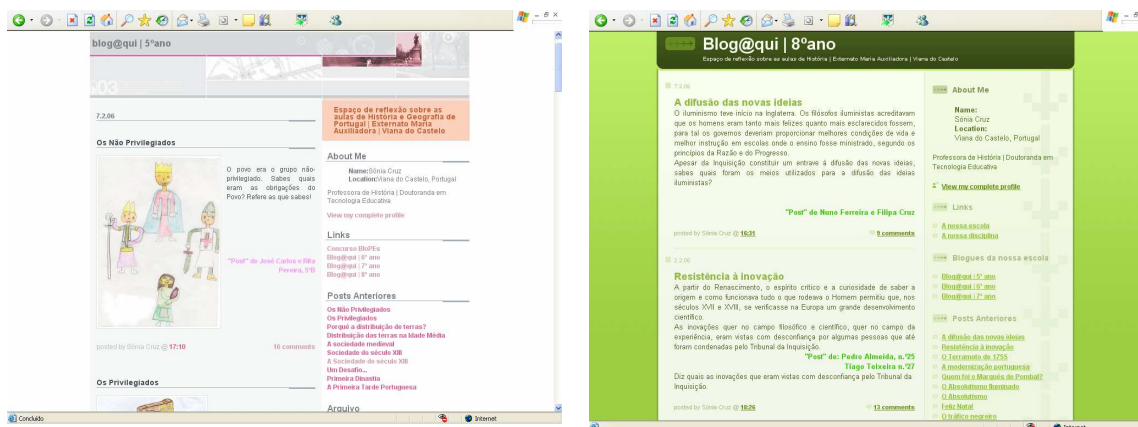 blog@qui | 5ºano
Espaço de reflexão sobre as
aulas de História e Geografia de
Portugal | Externato Maria
Auxiliadora | Viana do Castelo
7.2.06
Os Não Privilegiados
O povo era o grupo não-
privilegiado. Sabes quais
eram as obrigações do
Povo? Refere as que sabes!
"Post" de José Carlos e Rita
Pereira, 5ºB
posted by Sónia Cruz @ 17:10
16 comments
Os Privilegiados
About Me
Name:Sónia Cruz
Location:Viana do Castelo, Portugal
Professora de História | Doutoranda em
Tecnologia Educativa
View my complete profile
Links
Concurso BloPEs
Blog@qui | 6º ano
Blog@qui | 7º ano
Blog@qui | 8º ano
Posts Anteriores
Os Não Privilegiados
Os Privilegiados
Porquê a distribuição de terras?
Distribuição das terras na Idade Média
A sociedade medieval
Sociedade do século XIII
A Sociedade do século XIII
Um Desafio...
Primeira Dinastia
A Primeira Tarde Portuguesa
Arquivo
Concluído
Internet
Blog@qui | 8ºano
Espaço de reflexão sobre as aulas de História | Externato Maria Auxiliadora | Viana do Castelo
7.2.06
A difusão das novas ideias
O iluminismo teve início na Inglaterra. Os filósofos iluministas acreditavam
que os homens eram tanto mais felizes quanto mais esclarecidos fossem,
para tal os governos deveriam proporcionar melhores condições de vida e
melhor instrução em escolas onde o ensino fosse ministrado, segundo os
princípios da Razão e do Progresso.
Apesar da Inquisição constituir um entrave á difusão das novas ideias,
sabes quais foram os meios utilizados para a difusão das ideias
iluministas?
"Post" de Nuno Ferreira e Filipa Cruz
posted by Sónia Cruz @ 16:31
9 comments
2.2.06
Resistência à inovação
A partir do Renascimento, o espírito crítico e a curiosidade de saber a
origem e como funcionava tudo o que rodeava o Homem permitiu que, nos
séculos XVII e XVIII, se verificasse na Europa um grande desenvolvimento
científico.
As inovações quer no campo filosófico e científico, quer no campo da
experiência, eram vistas com desconfiança por algumas pessoas que até
foram condenadas pelo Tribunal da Inquisição.
"Post" de: Pedro Almeida, n.º25
Tiago Teixeira n.º27
Diz quais as inovações que eram vistas com desconfiança pelo Tribunal da
Inquisição.
posted by Sónia Cruz @ 18:26
13 comments
About Me
Name:
Sónia Cruz
Location:
Viana do Castelo, Portugal
Professora de História | Doutoranda em
Tecnologia Educativa
View my complete profile
Links
A nossa escola
A nossa disciplina
Blogues da nossa escola
Blog@qui | 5º ano
Blog@qui | 6º ano
Blog@qui | 7º ano
Posts Anteriores
A difusão das novas ideias
Resistência à inovação
O Terramoto de 1755
A modernização portuguesa
Quem foi o Marquês de Pombal?
O Absolutismo Iluminado
O Absolutismo
Feliz Natal
O tráfico negreiro